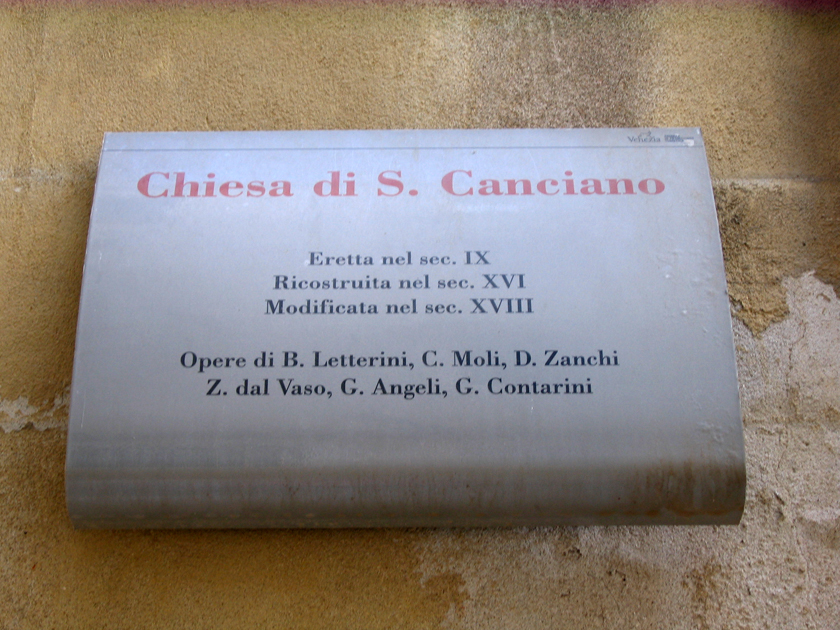 Venezia
Chiesa di S. Canciano
Eretta nel sec. IX
Ricostruita nel sec. XVI
Modificata nel sec. XVIII
Opere di B. Letterini, C. Moli, D. Zanchi
Z. dal Vaso, G. Angeli, G. Contarini